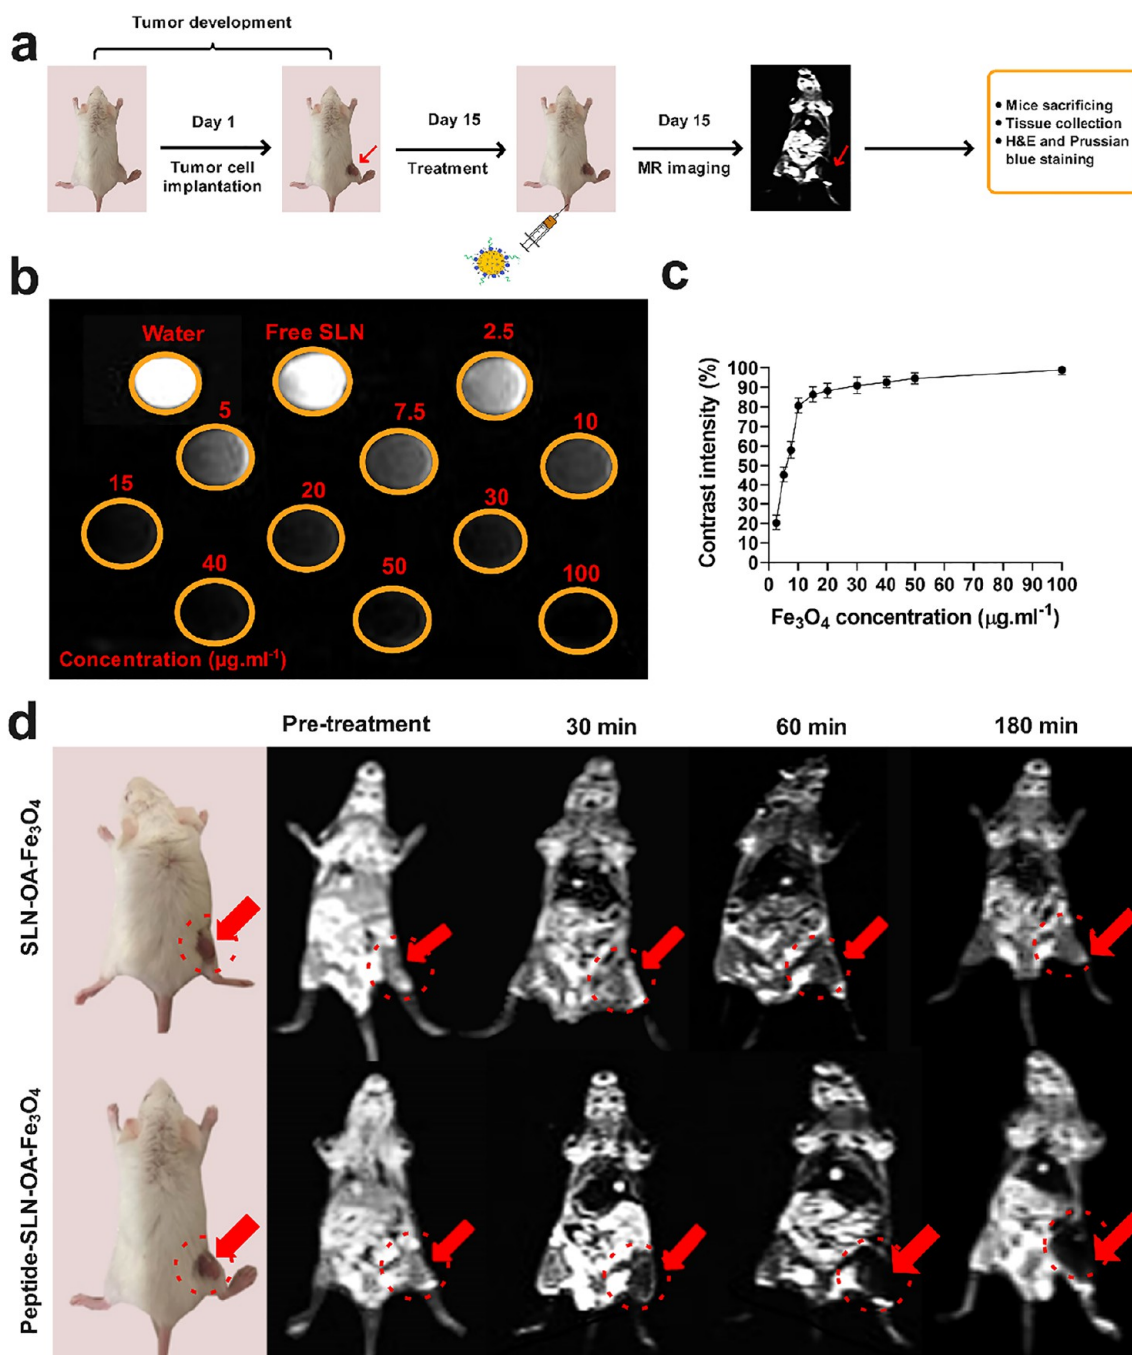 a
Tumor development
Day 1
Tumor cell
implantation
Day 15
Treatment
Day 15
MR imaging
• Mice sacrificing
• Tissue collection
• H&E and Prussian
blue staining
b
Water
Free SLN
2.5
5
7.5
10
15
20
30
40
50
100
Concentration (µg.ml⁻¹)
c
Contrast intensity (%)
100
90
80
70
60
50
40
30
20
10
0
0 10 20 30 40 50 60 70 80 90 100
Fe₃O₄ concentration (µg.ml⁻¹)
d
Pre-treatment
30 min
60 min
180 min
SLN-OA-Fe₃O₄
Peptide-SLN-OA-Fe₃O₄